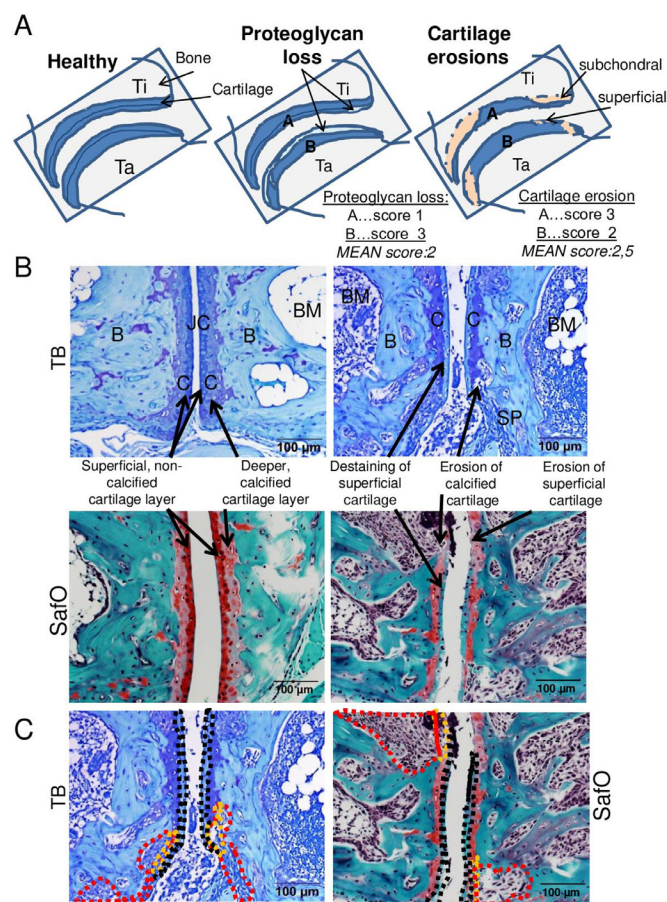 A
Healthy
Bone
Ti
Cartilage
Ta
Proteoglycan
loss
Ti
A
B
Ta
Proteoglycan loss:
A...score 1
B...score 3
MEAN score:2
Cartilage
erosions
Ti
subchondral
superficial
A
B
Ta
Cartilage erosion
A...score 3
B...score 2
MEAN score:2,5
B
TB
B
JC
B
BM
C
C
100 µm
BM
C
C
B
B
BM
SP
100 µm
Superficial, non-
calcified
cartilage layer
Deeper,
calcified
cartilage layer
Destaining of
superficial
cartilage
Erosion of
calcified
cartilage
Erosion of
superficial
cartilage
SafO
100 µm
100 µm
C
TB
100 µm
100 µm
SafO